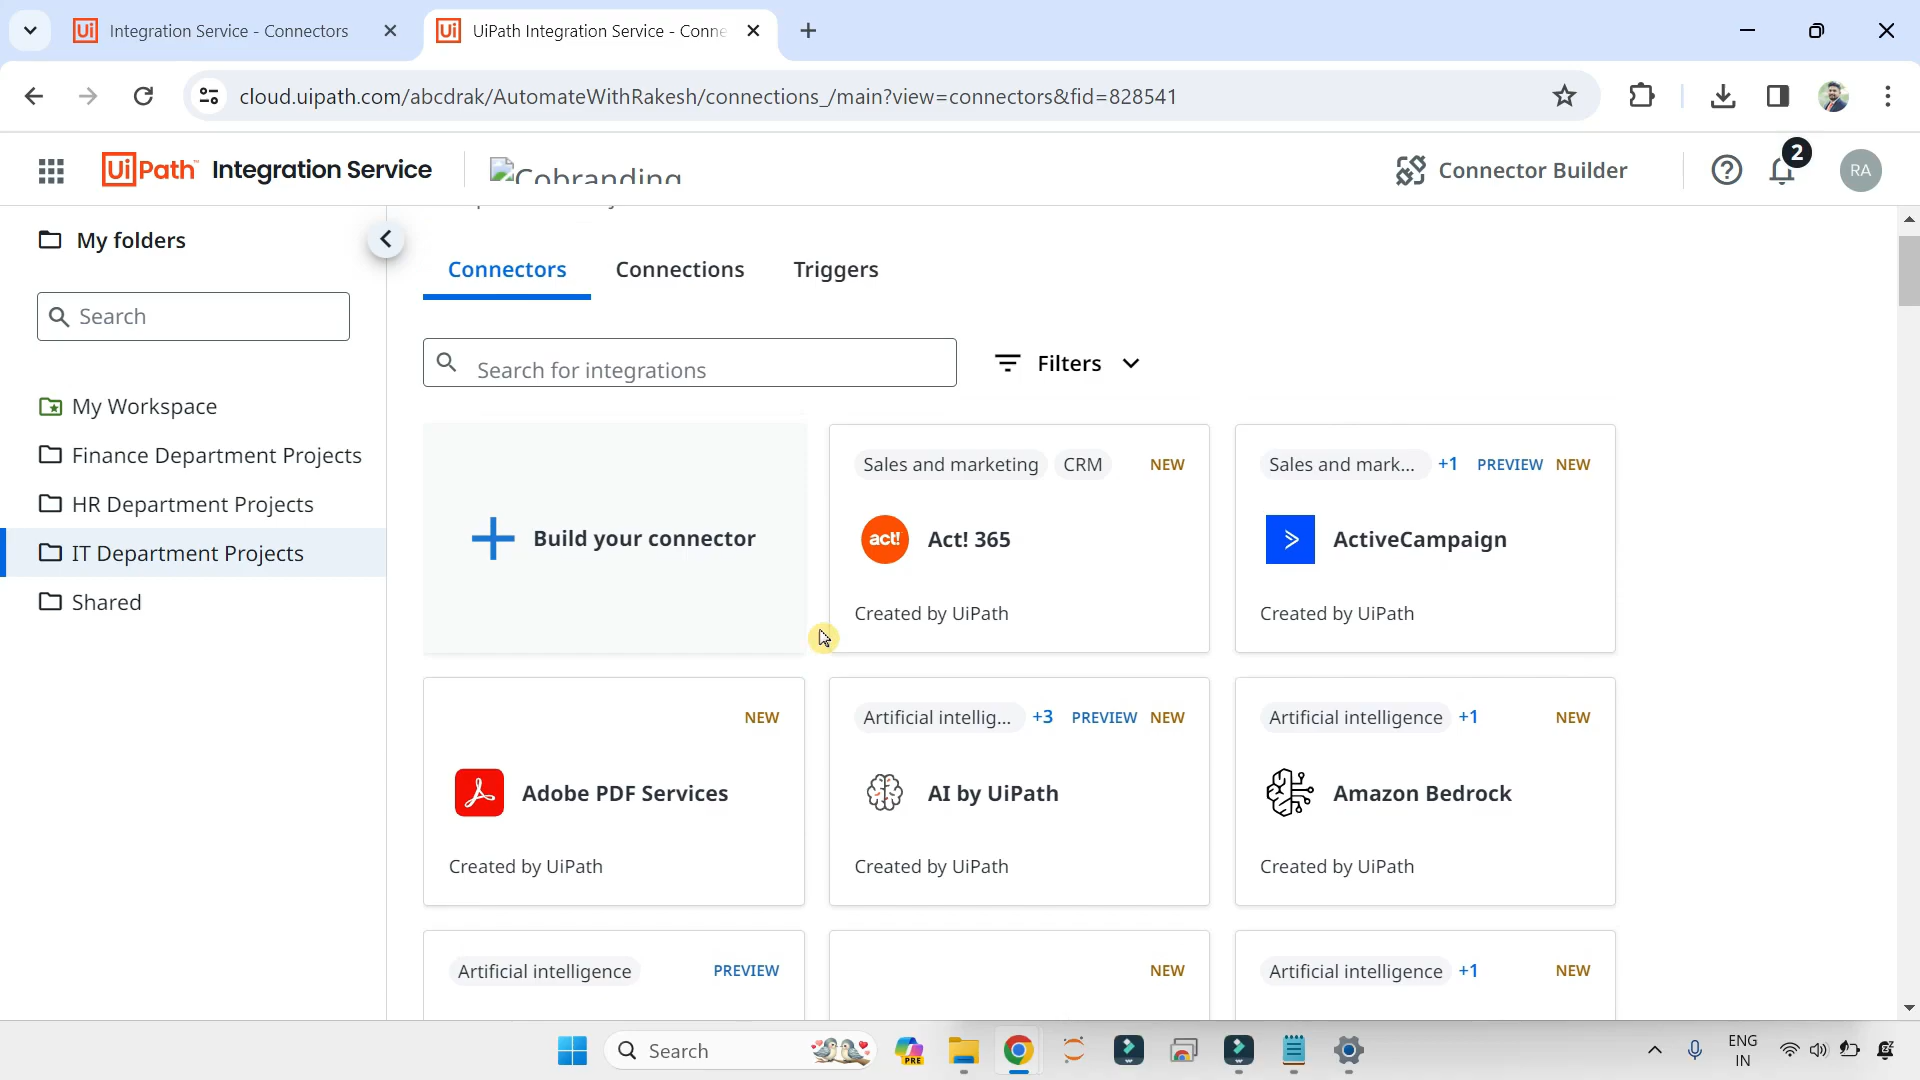 Integration Service - Connectors
UiPath Integration Service - Conne
cloud.uipath.com/abcdrak/AutomateWithRakesh/connections_/main?view=connectors&fid=828541
UiPath™ Integration Service
Cobranding
Connector Builder
2
RA
My folders
Search
My Workspace
Finance Department Projects
HR Department Projects
IT Department Projects
Shared
Connectors Connections Triggers
Search for integrations
Filters
Build your connector
Sales and marketing CRM NEW
act! Act! 365
Created by UiPath
Sales and mark... +1 PREVIEW NEW
ActiveCampaign
Created by UiPath
NEW
Adobe PDF Services
Created by UiPath
Artificial intellig... +3 PREVIEW NEW
AI by UiPath
Created by UiPath
Artificial intelligence +1 NEW
Amazon Bedrock
Created by UiPath
Artificial intelligence PREVIEW
NEW
Artificial intelligence +1 NEW
Search
PRE
ENG
IN